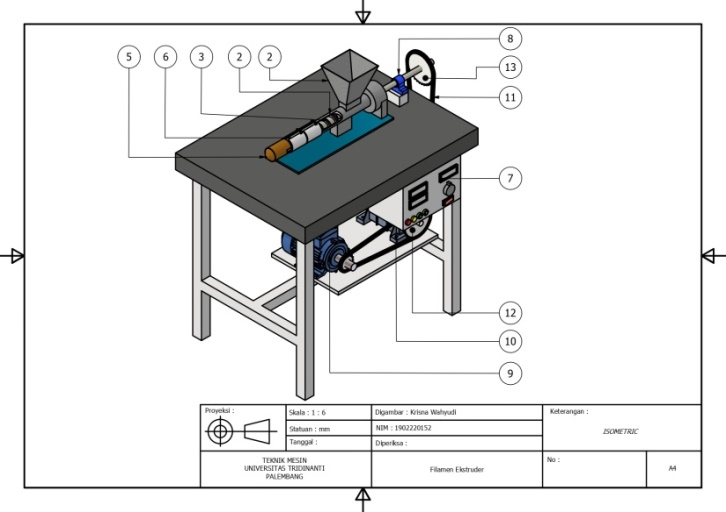 5 6 3 2 2
8
13
11
7
12
10
9
Proyeksi :
Skala : 1 : 6
Statuan : mm
Tanggal :
Digambar : Krisna Wahyudi
NIM : 1902220152
Diperiksa :
Keterangan :
ISOMETRIC
TEKNIK MESIN
UNIVERSITAS TRIDINANTI
PALEMBANG
Filamen Ekstruder
No :
A4